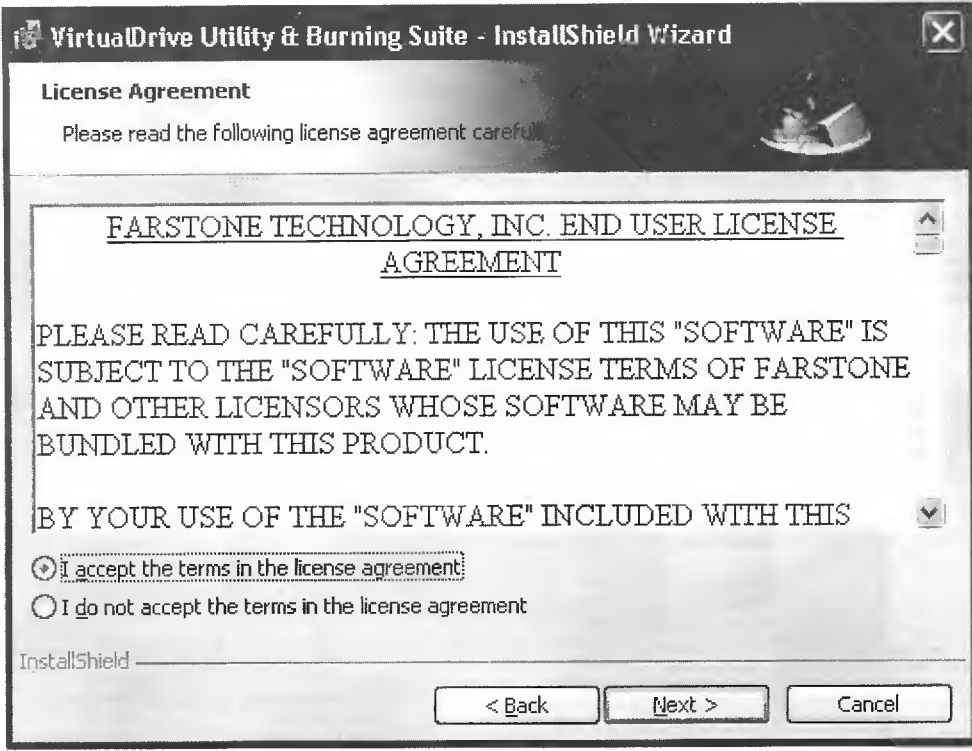 VirtualDrive Utility & Burning Suite - InstallShield Wizard
License Agreement
Please read the following license agreement careful
FARSTONE TECHNOLOGY, INC. END USER LICENSE
AGREEMENT
PLEASE READ CAREFULLY: THE USE OF THIS "SOFTWARE" IS
SUBJECT TO THE "SOFTWARE" LICENSE TERMS OF FARSTONE
AND OTHER LICENSORS WHOSE SOFTWARE MAY BE
BUNDLED WITH THIS PRODUCT.
BY YOUR USE OF THE "SOFTWARE" INCLUDED WITH THIS
I accept the terms in the license agreement
I do not accept the terms in the license agreement
InstallShield
< Back
Next >
Cancel